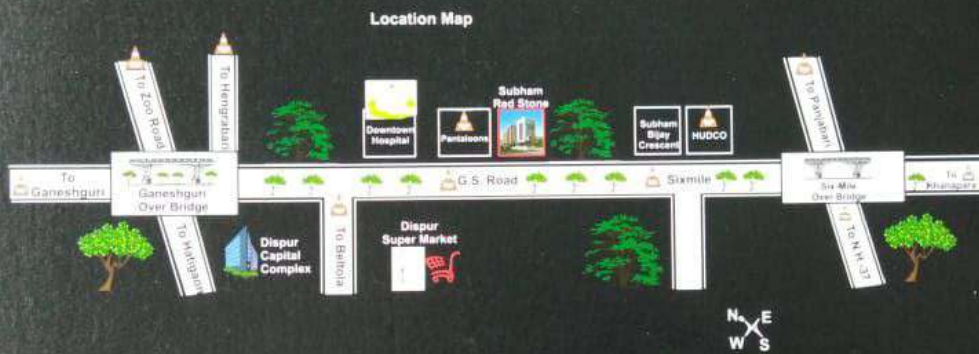 Location Map
To Zoo Road
To Hengrabari
Downtown
Hospital
Pantaloons
Subham
Red Stone
Subham
Bijay
Crescent
HUDCO
To Panjabari
To
Ganeshguri
Ganeshguri
Over Bridge
G.S. Road
Sixmile
Six-Mile
Over Bridge
To
Khanapara
To Hatigaon
Dispur
Capital
Complex
To Beltola
Dispur
Super Market
To N.H.37
N E
W S